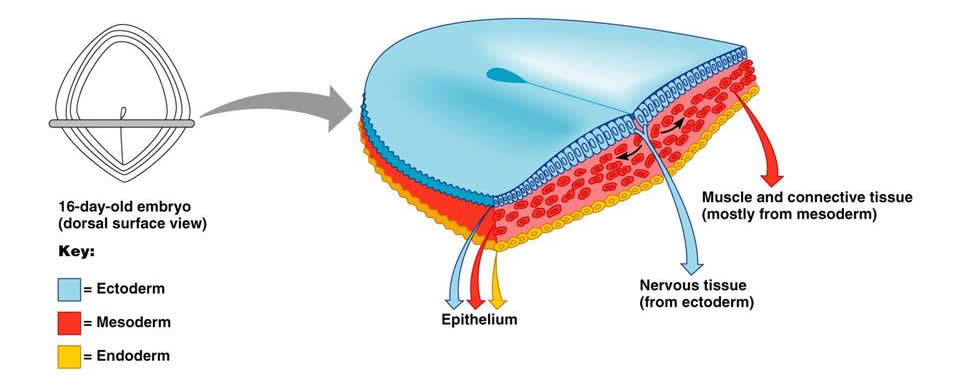 16-day-old embryo
(dorsal surface view)
Key:
= Ectoderm
= Mesoderm
= Endoderm
Epithelium
Nervous tissue
(from ectoderm)
Muscle and connective tissue
(mostly from mesoderm)